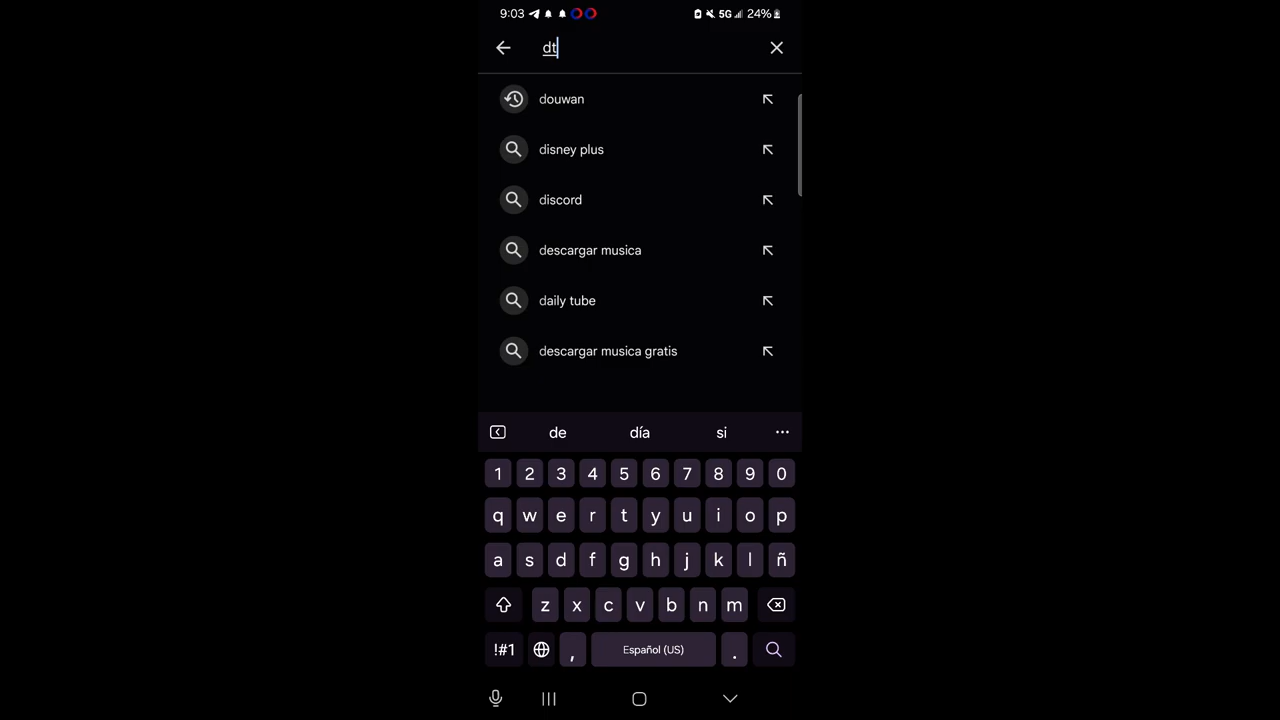 9:03 5G 24%
dt
douwan
disney plus
discord
descargar musica
daily tube
descargar musica gratis
de día si ...
1 2 3 4 5 6 7 8 9 0
q w e r t y u i o p
a s d f g h j k l ñ
z x c v b n m
!#1 , Español (US) .